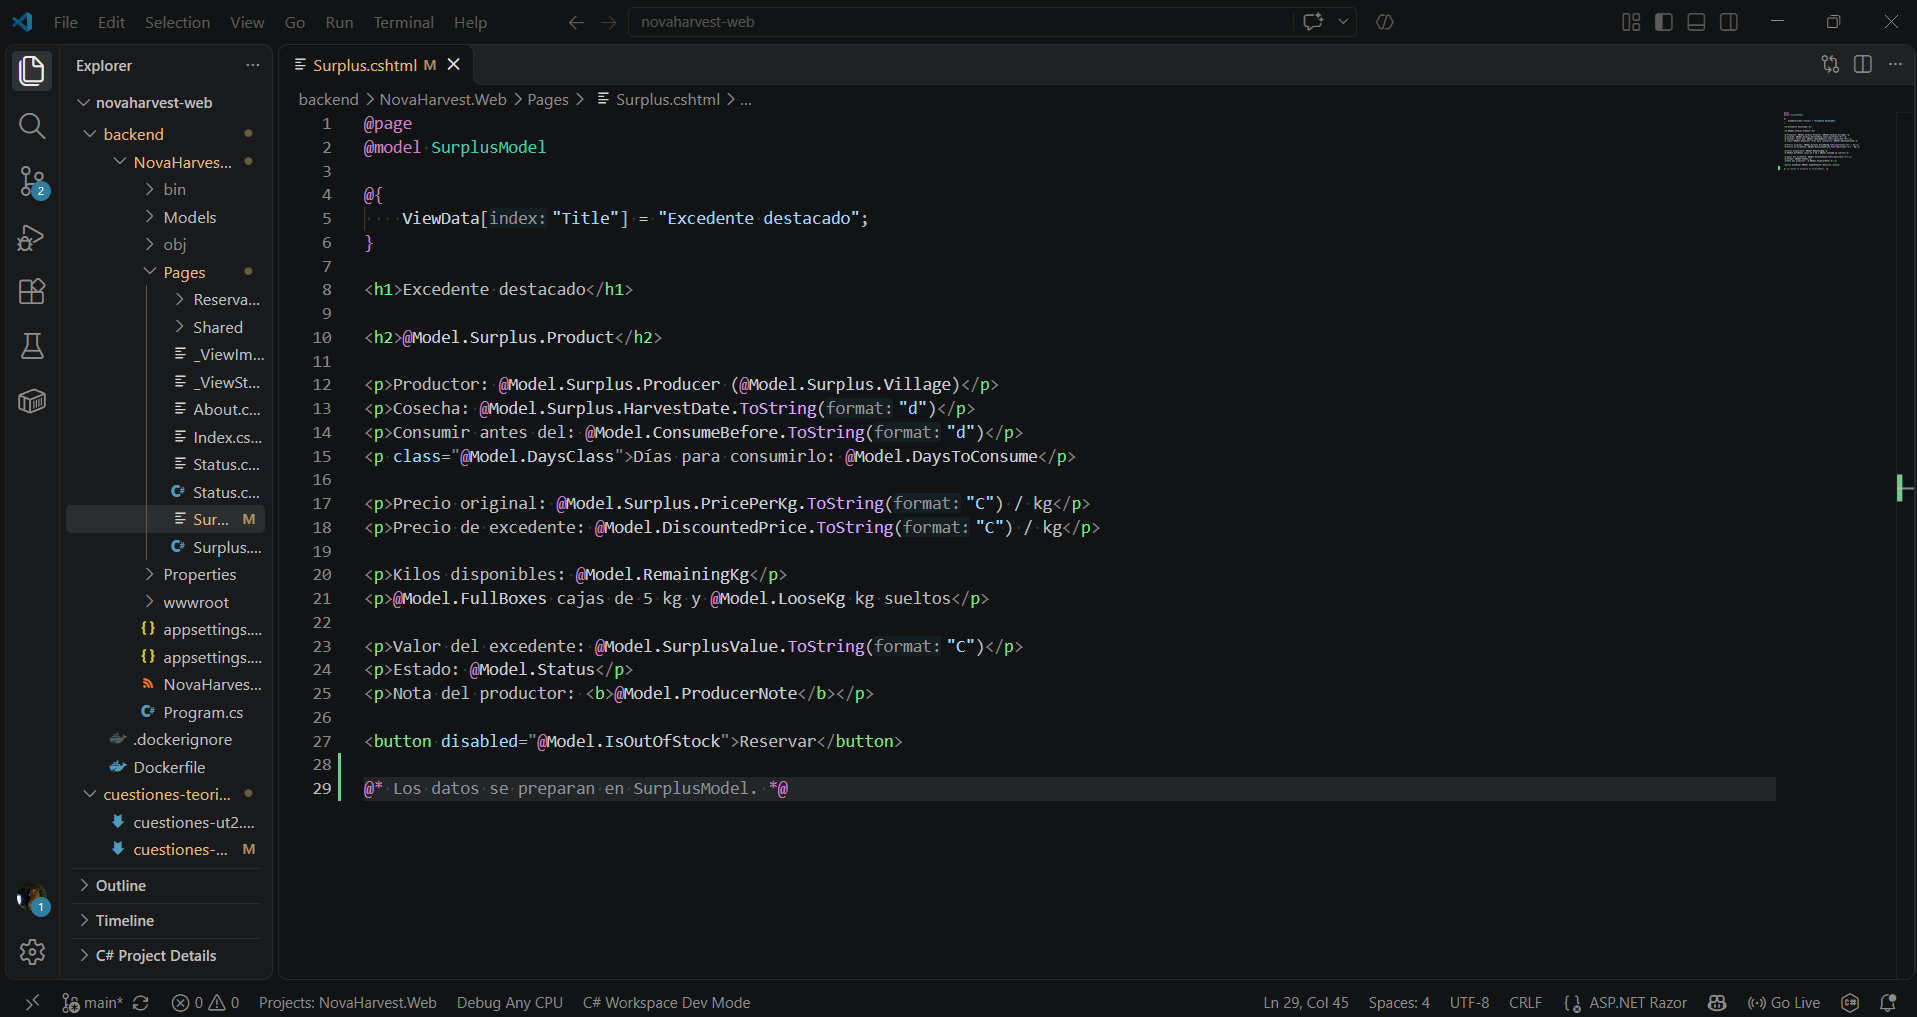 File Edit Selection View Go Run Terminal Help
novaharvest-web
Explorer
novaharvest-web
backend
NovaHarves...
bin
Models
obj
Pages
Reserva...
Shared
_ViewIm...
_ViewSt...
About.c...
Index.cs...
Status.c...
Status.c...
Sur... M
Surplus....
Properties
wwwroot
appsettings....
appsettings....
NovaHarves...
Program.cs
.dockerignore
Dockerfile
cuestiones-teori...
cuestiones-ut2....
cuestiones-... M
Outline
Timeline
C# Project Details
2
1
Surplus.cshtml M
backend > NovaHarvest.Web > Pages > Surplus.cshtml > ...
1 @page
2 @model SurplusModel
3
4 @{
5 ViewData[index: "Title"] = "Excedente destacado";
6 }
7
8 <h1>Excedente destacado</h1>
9
10 <h2>@Model.Surplus.Product</h2>
11
12 <p>Productor: @Model.Surplus.Producer (@Model.Surplus.Village)</p>
13 <p>Cosecha: @Model.Surplus.HarvestDate.ToString(format: "d")</p>
14 <p>Consumir antes del: @Model.ConsumeBefore.ToString(format: "d")</p>
15 <p class="@Model.DaysClass">Días para consumirlo: @Model.DaysToConsume</p>
16
17 <p>Precio original: @Model.Surplus.PricePerKg.ToString(format: "C") / kg</p>
18 <p>Precio de excedente: @Model.DiscountedPrice.ToString(format: "C") / kg</p>
19
20 <p>Kilos disponibles: @Model.RemainingKg</p>
21 <p>@Model.FullBoxes cajas de 5 kg y @Model.LooseKg kg sueltos</p>
22
23 <p>Valor del excedente: @Model.SurplusValue.ToString(format: "C")</p>
24 <p>Estado: @Model.Status</p>
25 <p>Nota del productor: <b>@Model.ProducerNote</b></p>
26
27 <button disabled="@Model.IsOutOfStock">Reservar</button>
28
29 @* Los datos se preparan en SurplusModel. *@
main* 0 0 Projects: NovaHarvest.Web Debug Any CPU C# Workspace Dev Mode Ln 29, Col 45 Spaces: 4 UTF-8 CRLF ASP.NET Razor Go Live